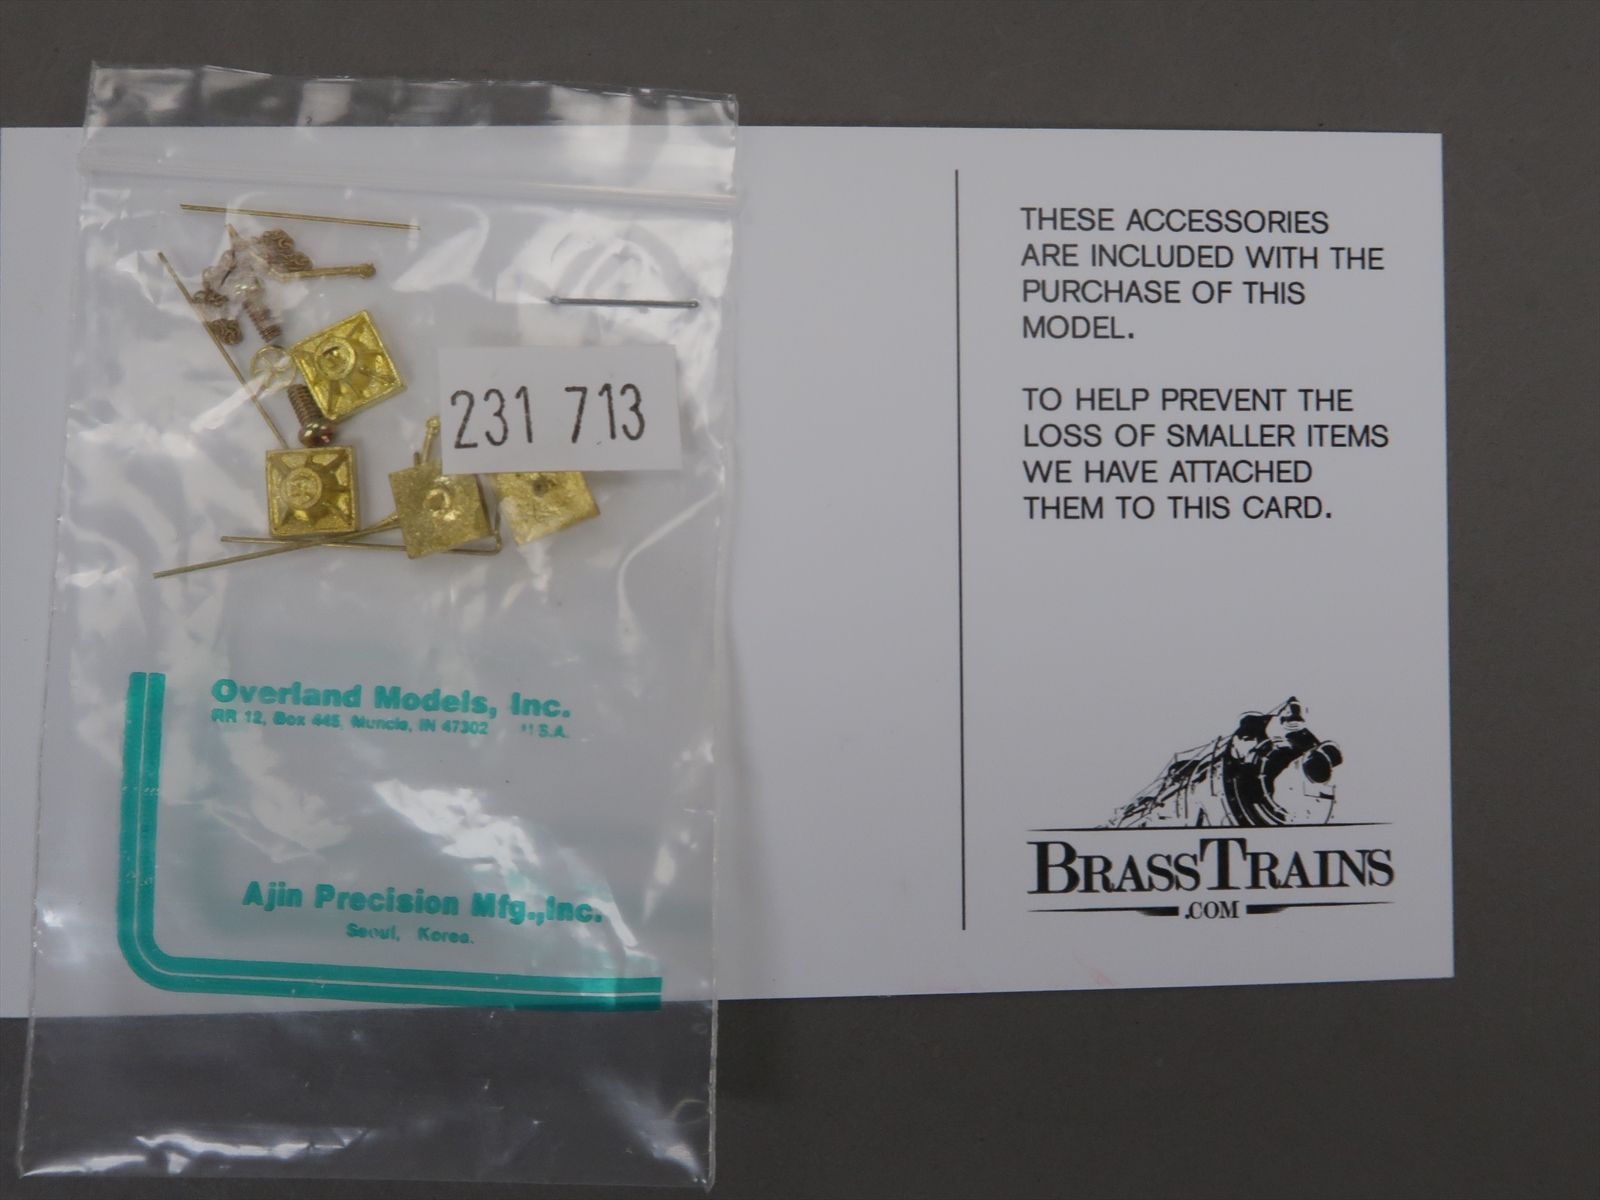 231 713
Overland Models, Inc.
RR 12, Box 445, Muncie, IN 47302 U.S.A.
Ajin Precision Mfg.,Inc.
Seoul, Korea.
THESE ACCESSORIES
ARE INCLUDED WITH THE
PURCHASE OF THIS
MODEL.
TO HELP PREVENT THE
LOSS OF SMALLER ITEMS
WE HAVE ATTACHED
THEM TO THIS CARD.
BRASSTRAINS
.COM